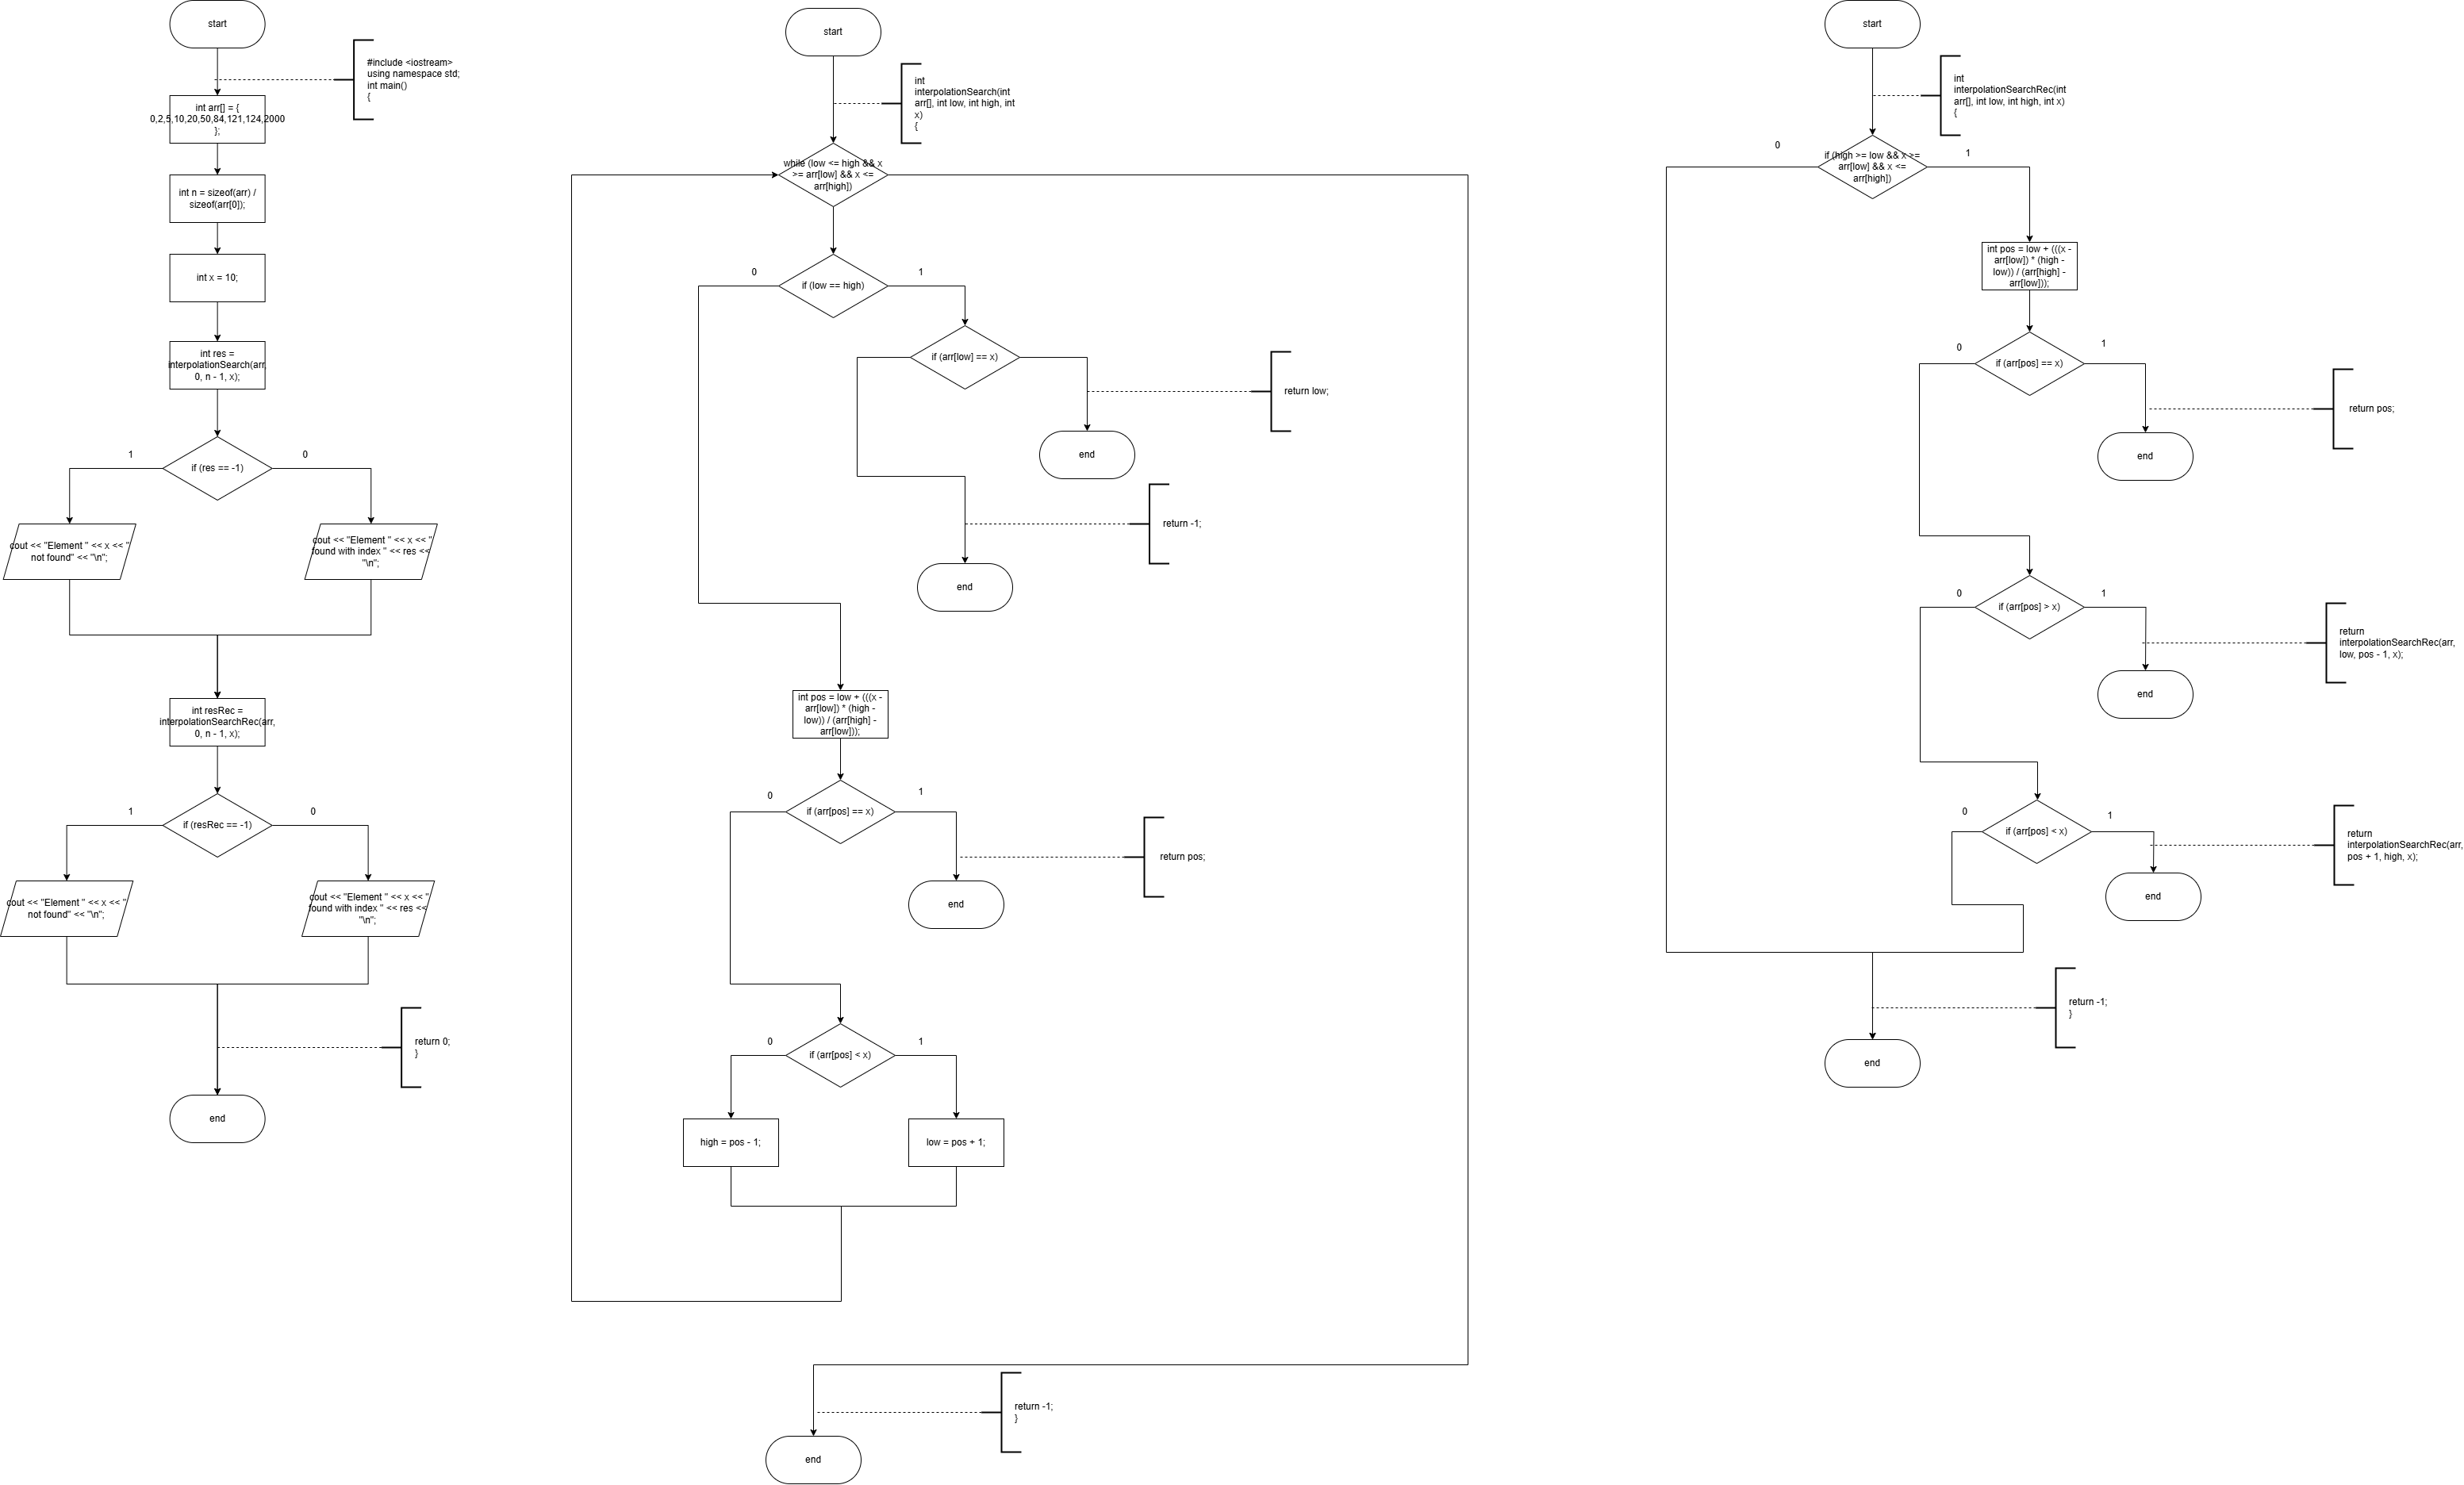 start
#include <iostream>
using namespace std;
int main()
{
int arr[] = {
0,2,5,10,20,50,84,121,124,2000
};
int n = sizeof(arr) /
sizeof(arr[0]);
int x = 10;
int res =
interpolationSearch(arr,
0, n - 1, x);
if (res == -1)
1
0
cout << "Element " << x << "
not found" << "\n";
cout << "Element " << x << "
found with index " << res <<
"\n";
int resRec =
interpolationSearchRec(arr,
0, n - 1, x);
if (resRec == -1)
1
0
cout << "Element " << x << "
not found" << "\n";
cout << "Element " << x << "
found with index " << res <<
"\n";
return 0;
}
end
start
int
interpolationSearch(int
arr[], int low, int high, int
x)
{
while (low <= high && x
>= arr[low] && x <=
arr[high])
0
1
if (low == high)
if (arr[low] == x)
return low;
end
return -1;
end
int pos = low + (((x -
arr[low]) * (high -
low)) / (arr[high] -
arr[low]));
0
1
if (arr[pos] == x)
return pos;
end
0
1
if (arr[pos] < x)
high = pos - 1;
low = pos + 1;
return -1;
}
end
start
int
interpolationSearchRec(int
arr[], int low, int high, int x)
{
0
1
if (high >= low && x >=
arr[low] && x <=
arr[high])
int pos = low + (((x -
arr[low]) * (high -
low)) / (arr[high] -
arr[low]));
0
1
if (arr[pos] == x)
return pos;
end
0
1
if (arr[pos] > x)
return
interpolationSearchRec(arr,
low, pos - 1, x);
end
0
1
if (arr[pos] < x)
return
interpolationSearchRec(arr,
pos + 1, high, x);
end
return -1;
}
end